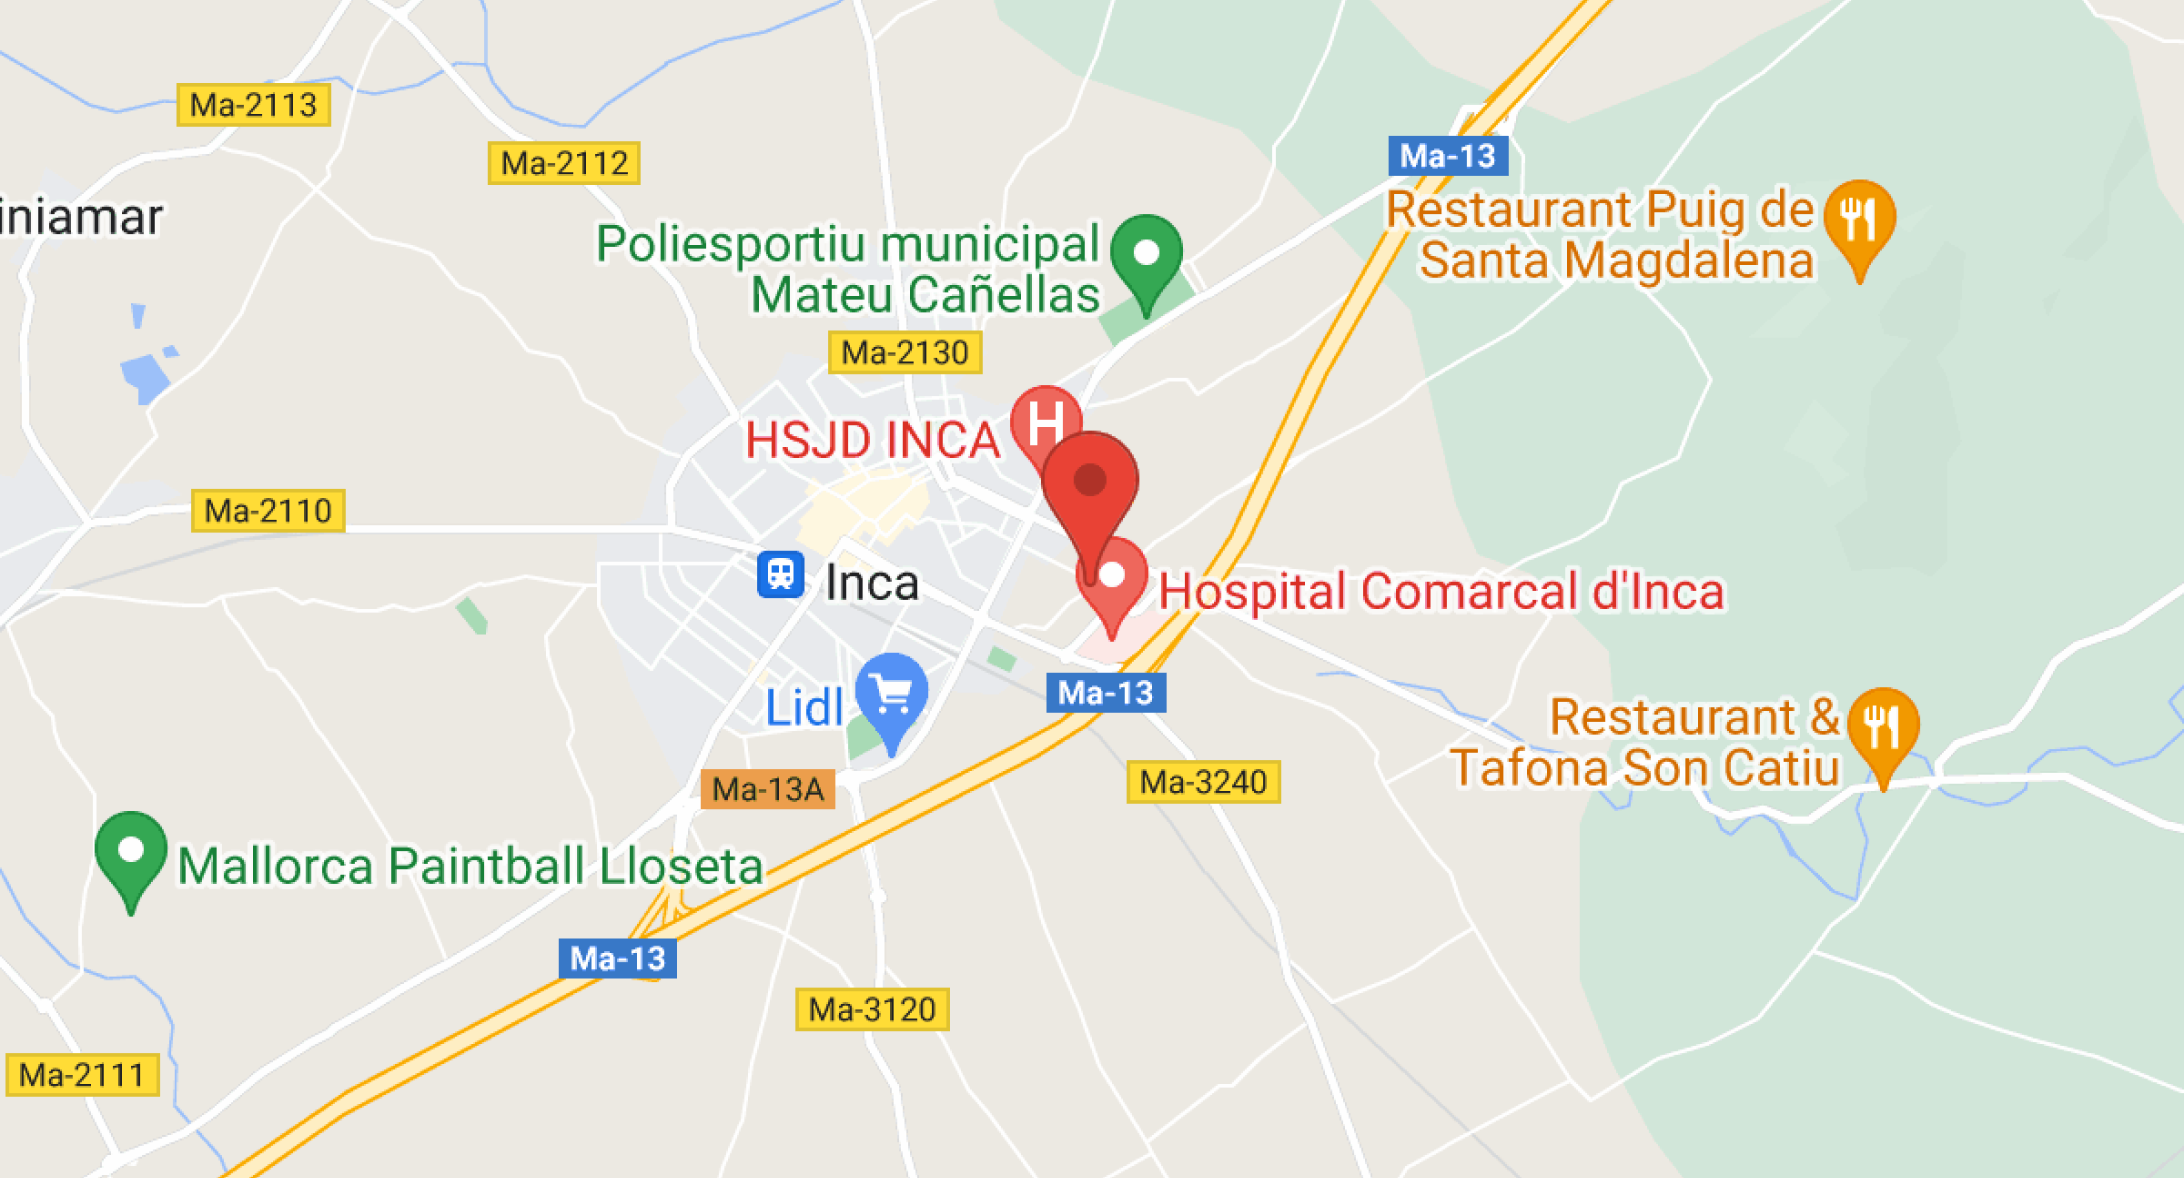 Ma-2113
Ma-2112
Ma-13
iniamar
Restaurant Puig de
Santa Magdalena
Poliesportiu municipal
Mateu Cañellas
Ma-2130
H
HSJD INCA
Ma-2110
Inca
Hospital Comarcal d'Inca
Ma-13
Lidl
Restaurant &
Tafona Son Catiu
Ma-13A
Ma-3240
Mallorca Paintball Lloseta
Ma-13
Ma-3120
Ma-2111